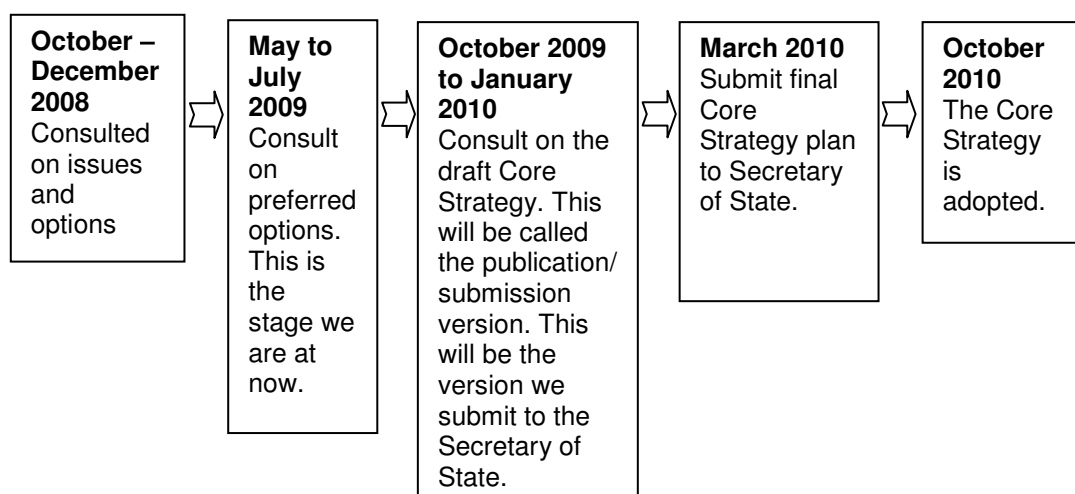 October –
December
2008
Consulted
on issues
and
options
May to
July
2009
Consult
on
preferred
options.
This is
the
stage we
are at
now.
October 2009
to January
2010
Consult on the
draft Core
Strategy. This
will be called
the publication/
submission
version. This
will be the
version we
submit to the
Secretary of
State.
March 2010
Submit final
Core
Strategy plan
to Secretary
of State.
October
2010
The Core
Strategy
is
adopted.